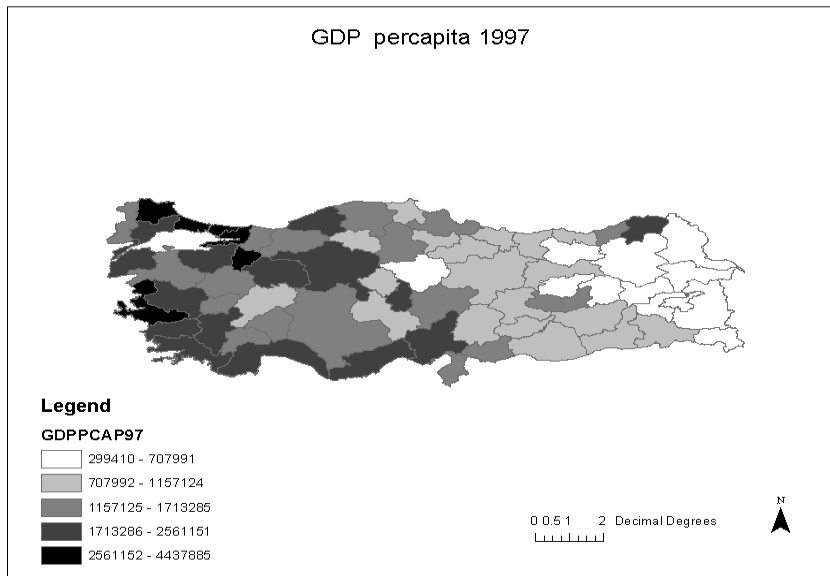 GDP percapita 1997
Legend
GDPPCAP97
299410 - 707991
707992 - 1157124
1157125 - 1713285
1713286 - 2561151
2561152 - 4437885
0 0.5 1 2 Decimal Degrees
N